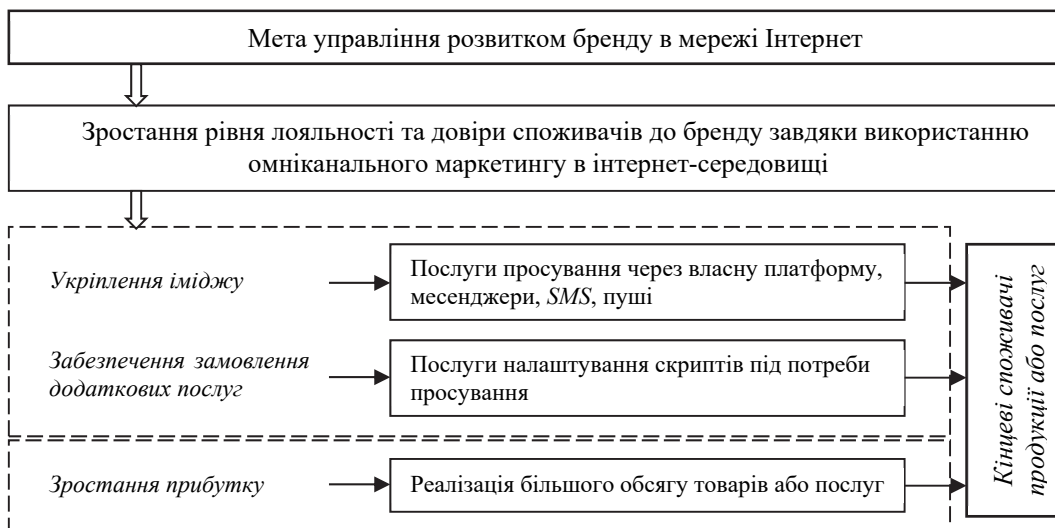 Мета управління розвитком бренду в мережі Інтернет
Зростання рівня лояльності та довіри споживачів до бренду завдяки використанню
омніканального маркетингу в інтернет-середовищі
Укріплення іміджу
Послуги просування через власну платформу,
месенджери, SMS, пуші
Забезпечення замовлення
додаткових послуг
Послуги налаштування скриптів під потреби
просування
Зростання прибутку
Реалізація більшого обсягу товарів або послуг
Кінцеві споживачі
продукції або послуг